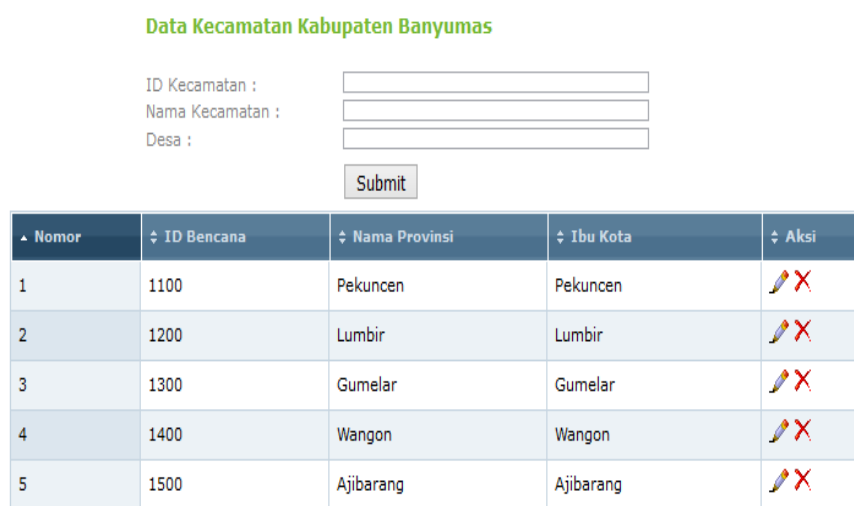 Data Kecamatan Kabupaten Banyumas
ID Kecamatan :
Nama Kecamatan :
Desa :
Submit
Nomor ID Bencana Nama Provinsi Ibu Kota Aksi
1 1100 Pekuncen Pekuncen
2 1200 Lumbir Lumbir
3 1300 Gumelar Gumelar
4 1400 Wangon Wangon
5 1500 Ajibarang Ajibarang